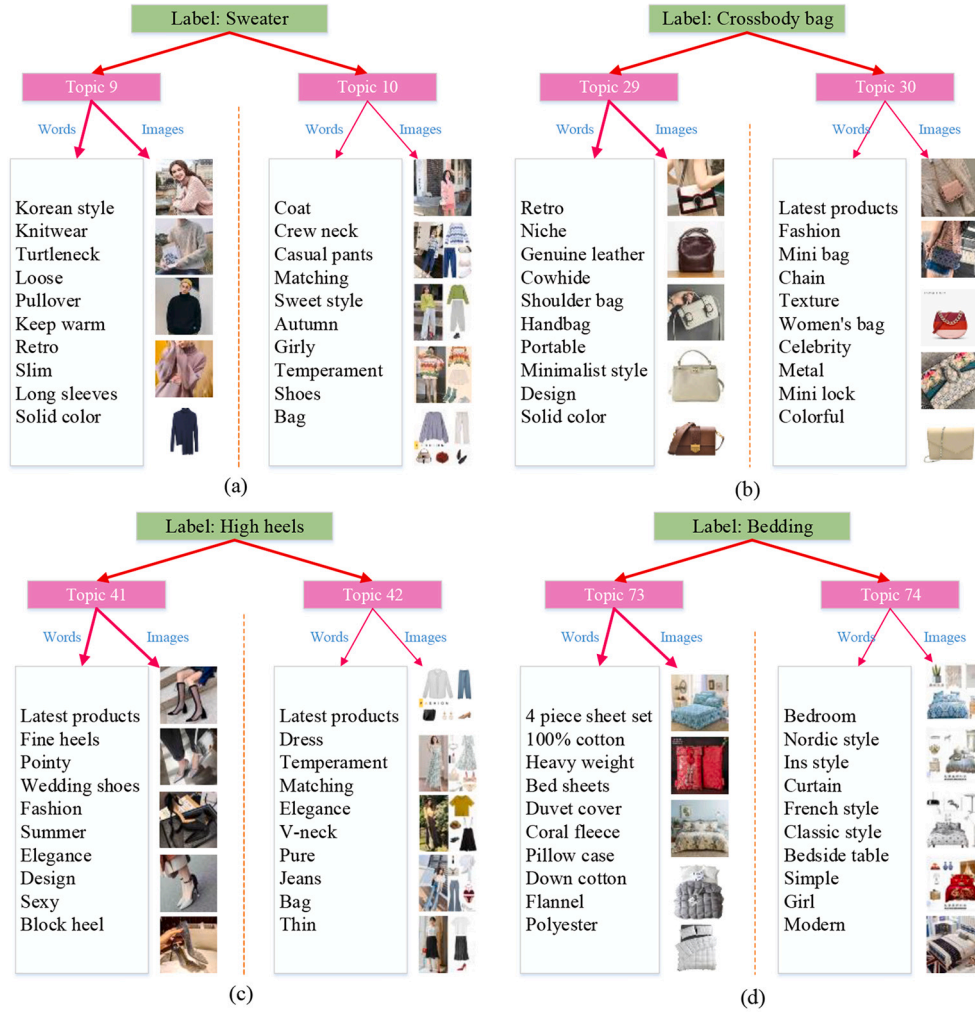 Label: Sweater
Topic 9
Topic 10
Words
Images
Words
Images
Korean style
Knitwear
Turtleneck
Loose
Pullover
Keep warm
Retro
Slim
Long sleeves
Solid color
Coat
Crew neck
Casual pants
Matching
Sweet style
Autumn
Girly
Temperament
Shoes
Bag
(a)
Label: Crossbody bag
Topic 29
Topic 30
Words
Images
Words
Images
Retro
Niche
Genuine leather
Cowhide
Shoulder bag
Handbag
Portable
Minimalist style
Design
Solid color
Latest products
Fashion
Mini bag
Chain
Texture
Women's bag
Celebrity
Metal
Mini lock
Colorful
(b)
Label: High heels
Topic 41
Topic 42
Words
Images
Words
Images
Latest products
Fine heels
Pointy
Wedding shoes
Fashion
Summer
Elegance
Design
Sexy
Block heel
Latest products
Dress
Temperament
Matching
Elegance
V-neck
Pure
Jeans
Bag
Thin
(c)
Label: Bedding
Topic 73
Topic 74
Words
Images
Words
Images
4 piece sheet set
100% cotton
Heavy weight
Bed sheets
Duvet cover
Coral fleece
Pillow case
Down cotton
Flannel
Polyester
Bedroom
Nordic style
Ins style
Curtain
French style
Classic style
Bedside table
Simple
Girl
Modern
(d)